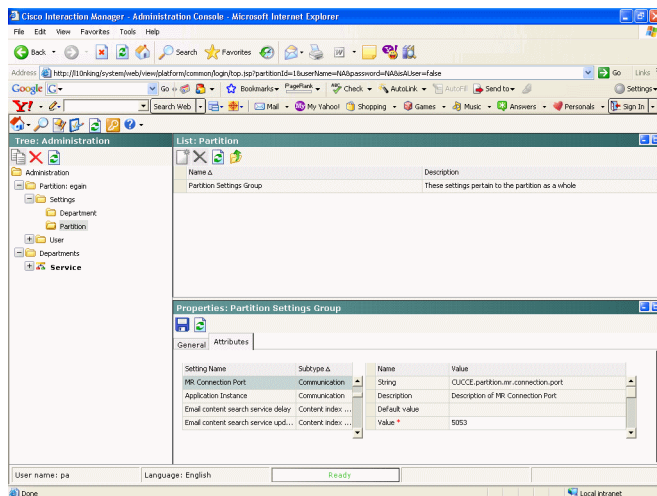 Cisco Interaction Manager - Administration Console - Microsoft Internet Explorer
File Edit View Favorites Tools Help
Back Search Favorites
Address http://l10nking/system/web/view/platform/common/login/top.jsp?partitionId=1&userName=NA&password=NA&isAUser=false Go Links
Google G Go Bookmarks PageRank Check AutoLink AutoFill Send to Settings
Y! Search Web Mail My Yahoo! Shopping Games Music Answers Personals Sign In
Tree: Administration
Administration
Partition: egain
Settings
Department
Partition
User
Departments
Service
List: Partition
Name Description
Partition Settings Group These settings pertain to the partition as a whole
Properties: Partition Settings Group
General Attributes
Setting Name Subtype Name Value
MR Connection Port Communication String CUCCE.partition.mr.connection.port
Application Instance Communication Description Description of MR Connection Port
Email content search service delay Content index ... Default value
Email content search service upd... Content index ... Value * 5053
User name: pa Language: English Ready
Done Local intranet